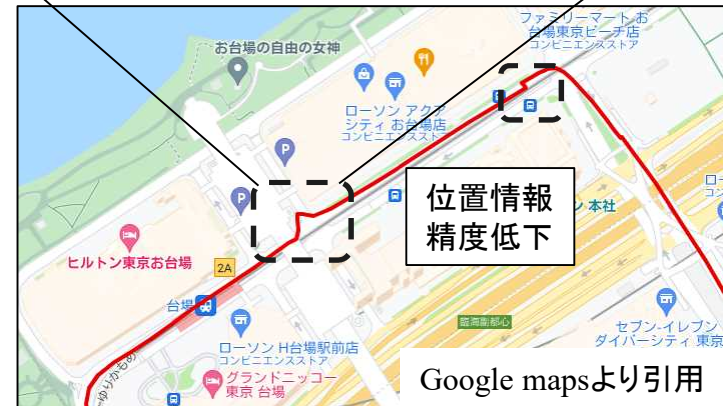 ファミリーマート お
台場東京ビーチ店
コンビニエンスストア
お台場の自由の女神
ローソン アクア
シティ お台場店
コンビニエンスストア
P
P
位置情報
精度低下
本社
ヒルトン東京お台場
2A
台場
臨海副都心
ローソン H台場駅前店
コンビニエンスストア
セブン-イレブン
ダイバーシティ 東京
グランドニッコー
東京 台場
ゆりかもめ
Google mapsより引用